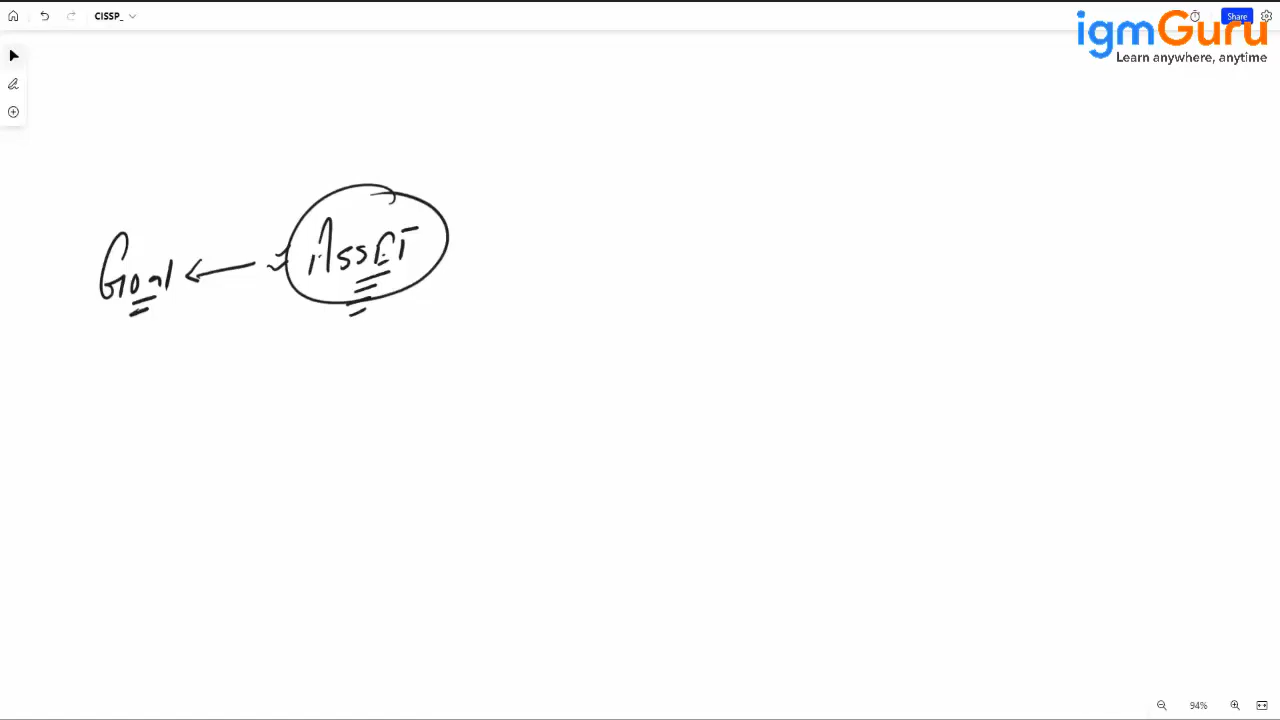 CISSP_
Share
igmGuru
Learn anywhere, anytime
Goal
ASSET
94%